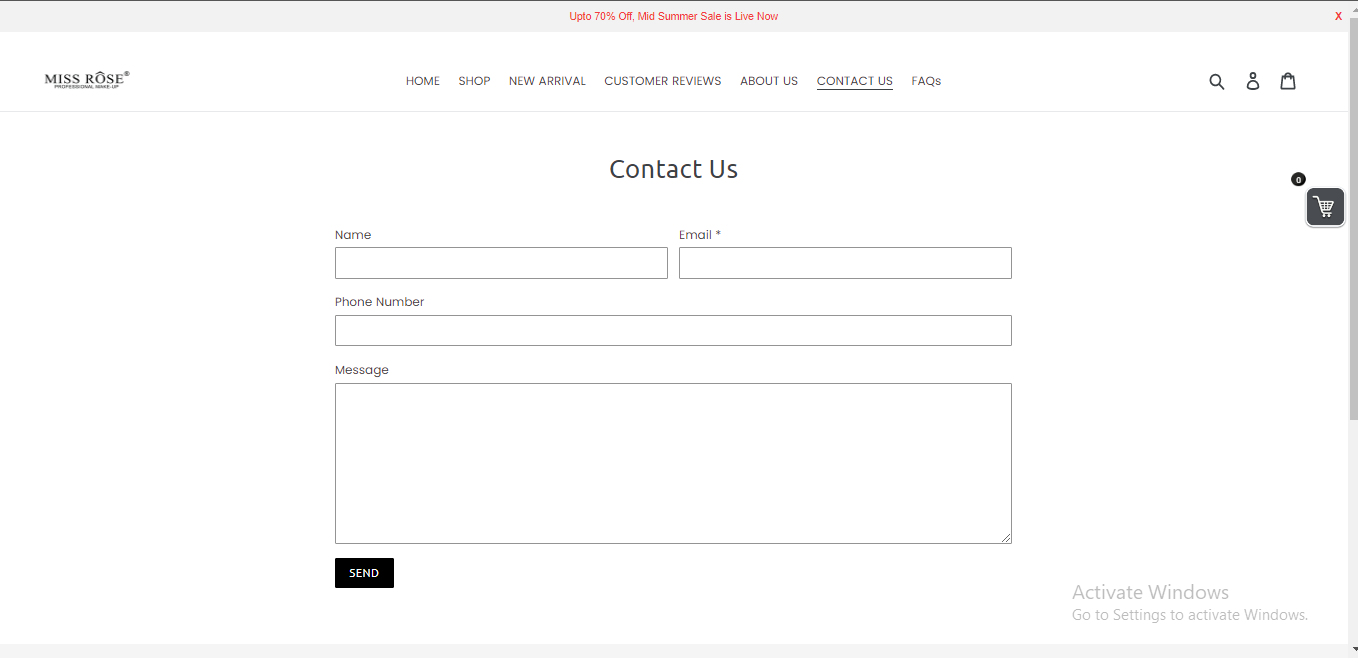 Upto 70% Off, Mid Summer Sale is Live Now X
MISS RÔSE®
PROFESSIONAL MAKE-UP
HOME SHOP NEW ARRIVAL CUSTOMER REVIEWS ABOUT US CONTACT US FAQs
Contact Us
0
Name Email *
Phone Number
Message
SEND
Activate Windows
Go to Settings to activate Windows.